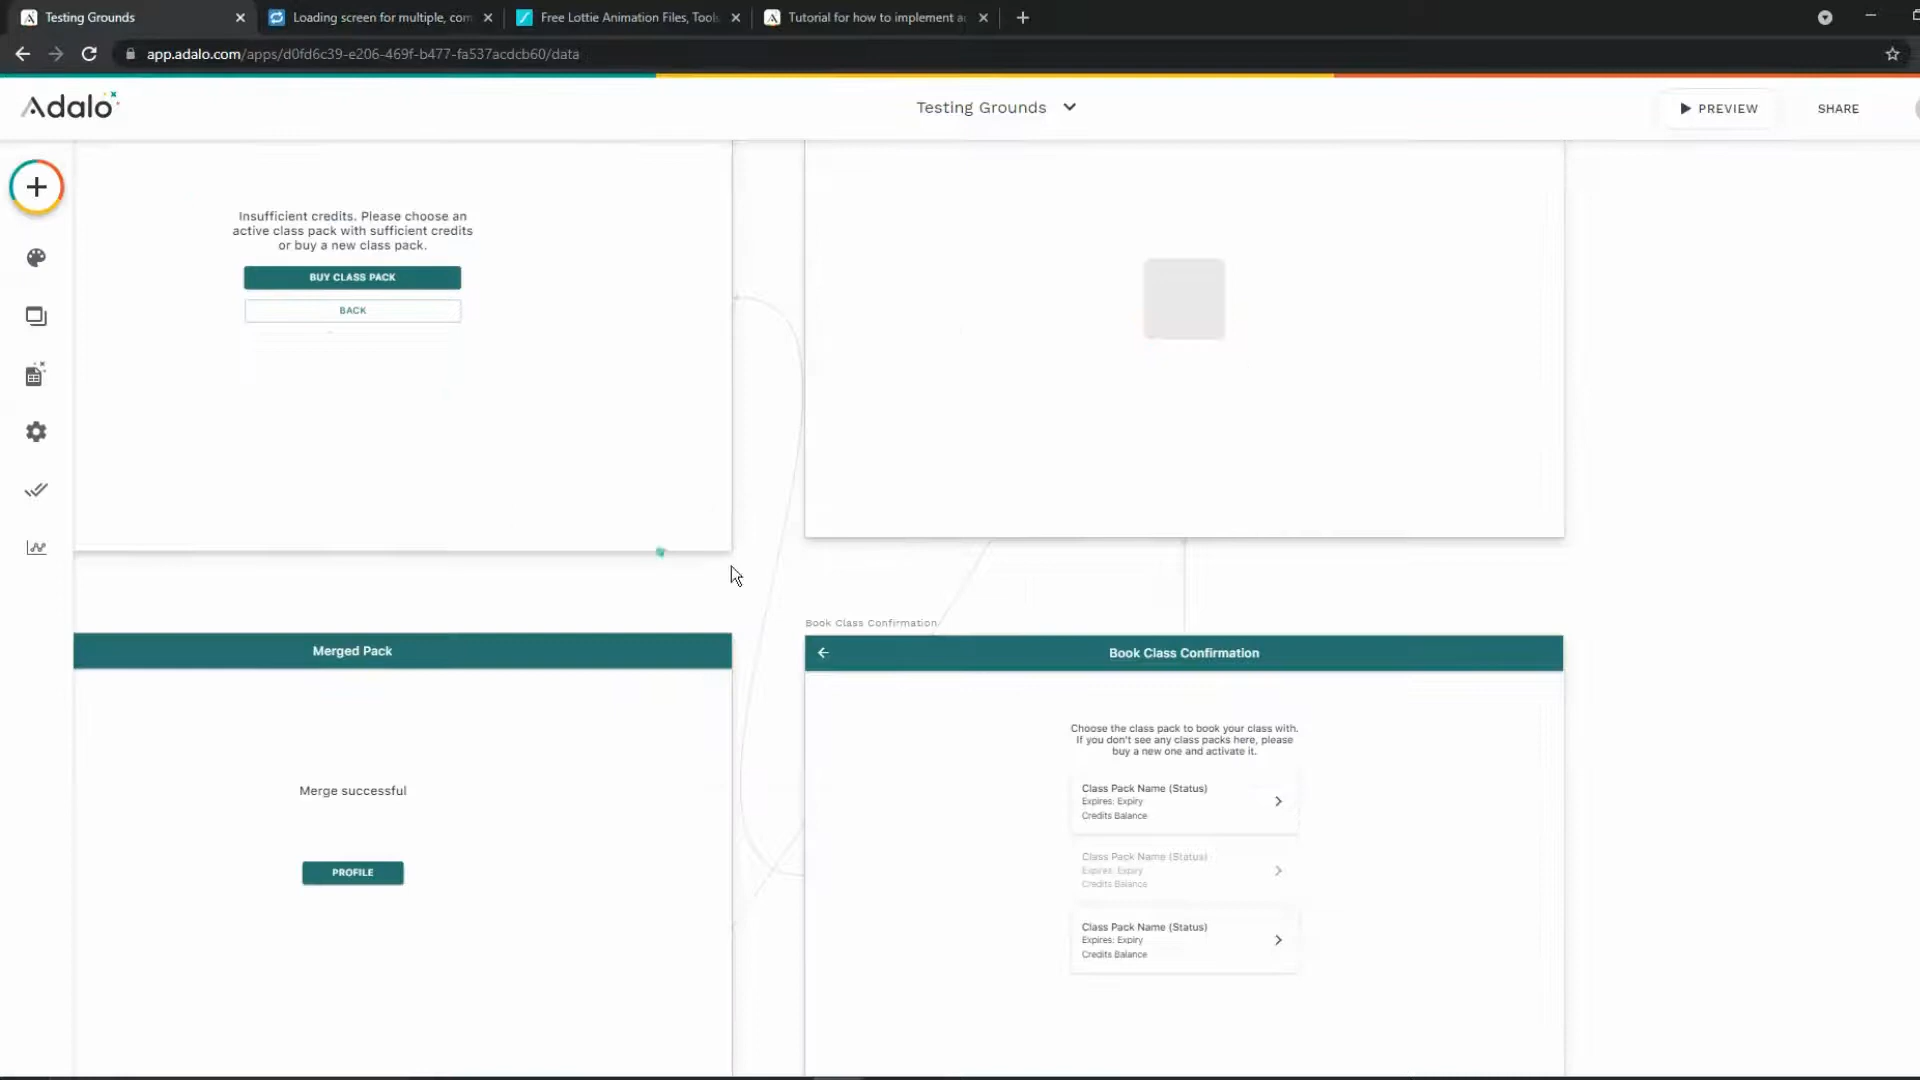 Testing Grounds
Loading screen for multiple, com
Free Lottie Animation Files, Tools
Tutorial for how to implement a
app.adalo.com/apps/d0fd6c39-e206-469f-b477-fa537acdcb60/data
Adalo
Testing Grounds
PREVIEW
SHARE
Insufficient credits. Please choose an
active class pack with sufficient credits
or buy a new class pack.
BUY CLASS PACK
BACK
Merged Pack
Merge successful
PROFILE
Book Class Confirmation
Book Class Confirmation
Choose the class pack to book your class with.
If you don't see any class packs here, please
buy a new one and activate it.
Class Pack Name (Status)
Expires: Expiry
Credits Balance
Class Pack Name (Status)
Expires: Expiry
Credits Balance
Class Pack Name (Status)
Expires: Expiry
Credits Balance